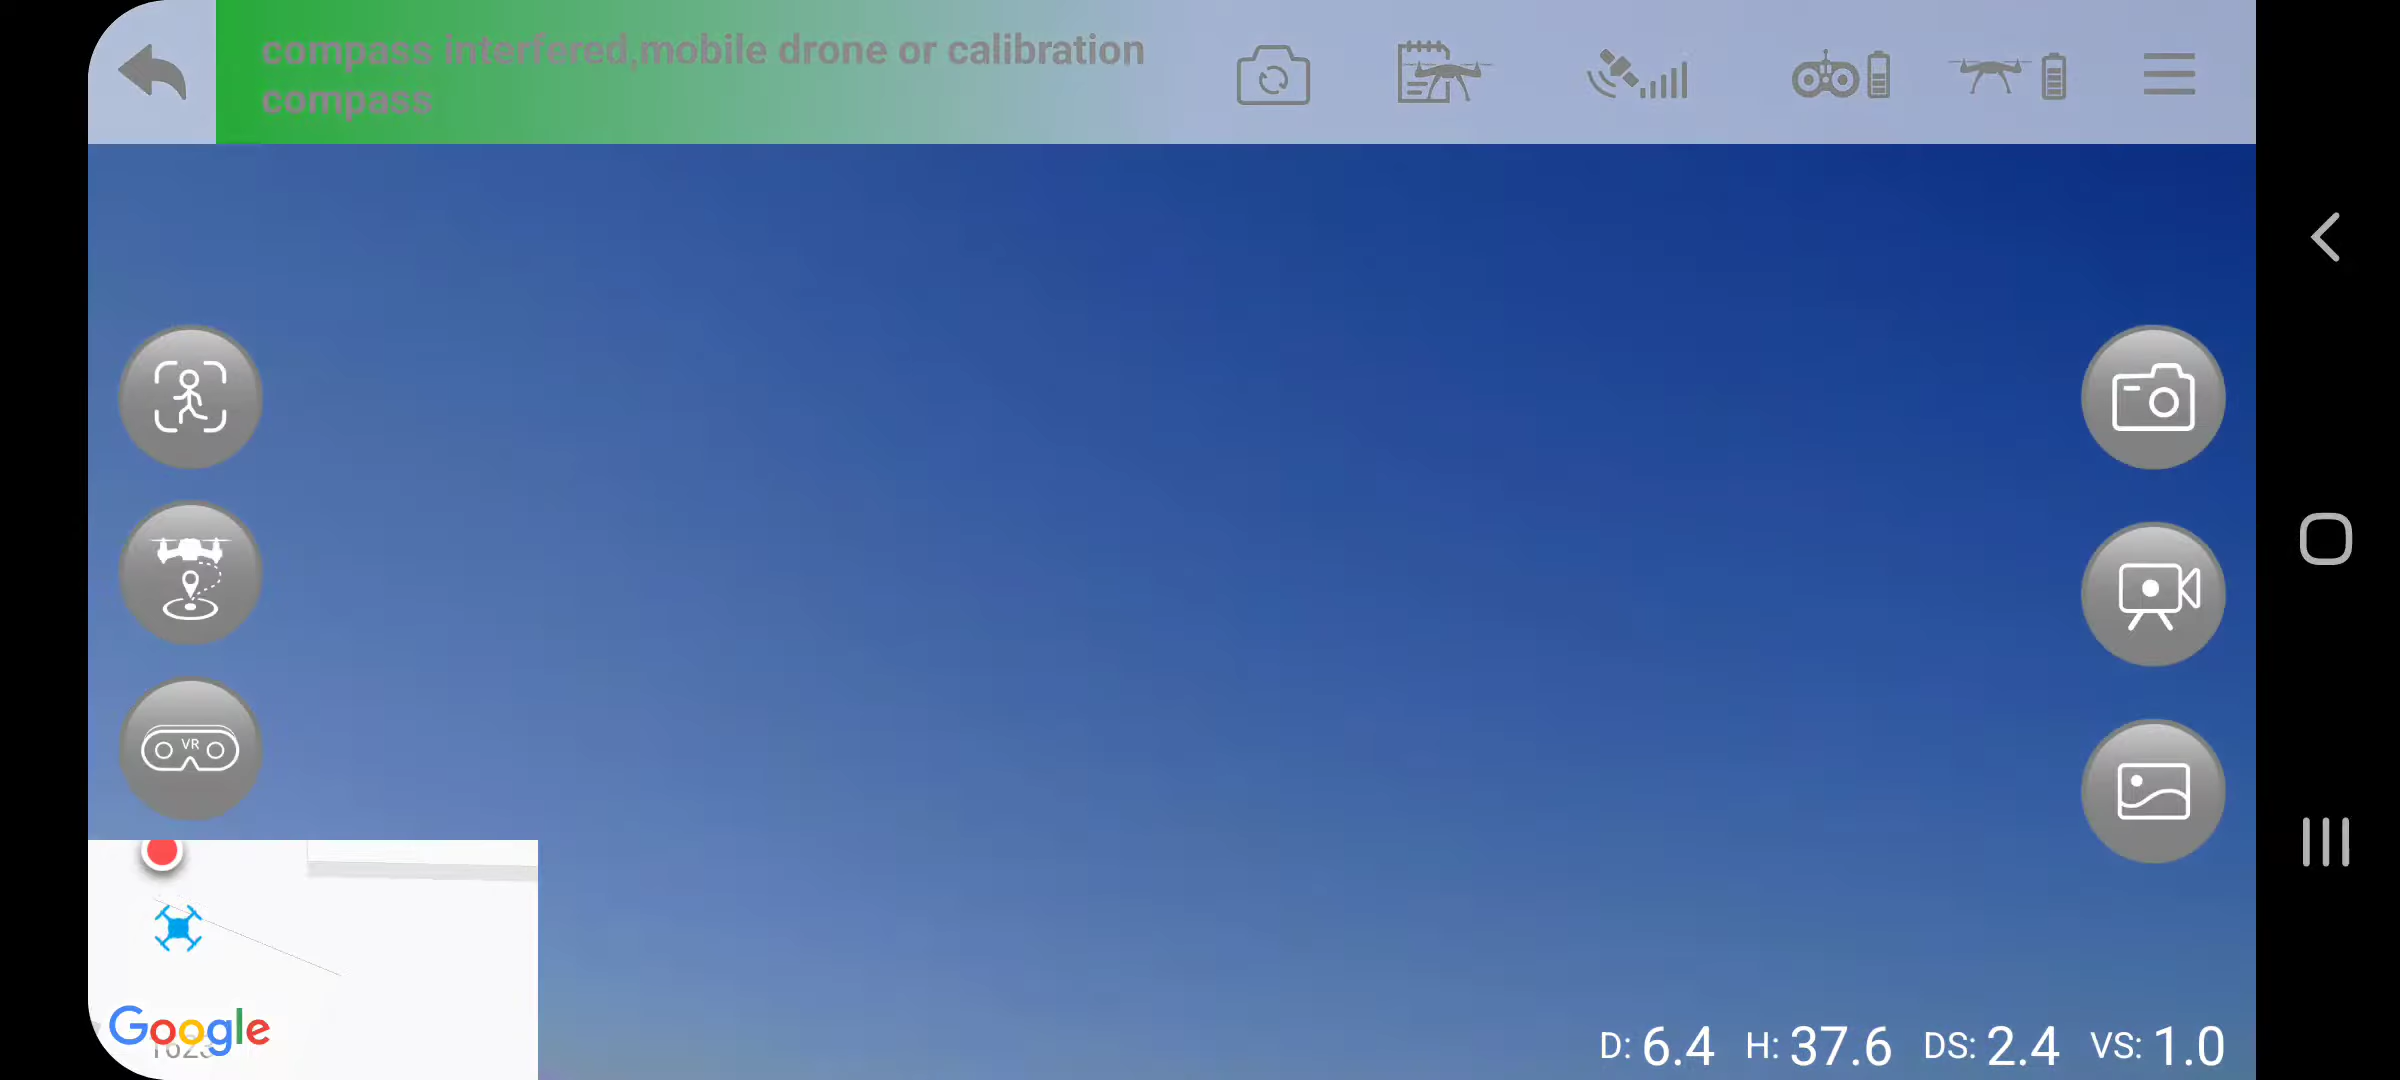 compass interfered,mobile drone or calibration
compass
VR
Google
D: 6.4 H: 37.6 DS: 2.4 VS: 1.0